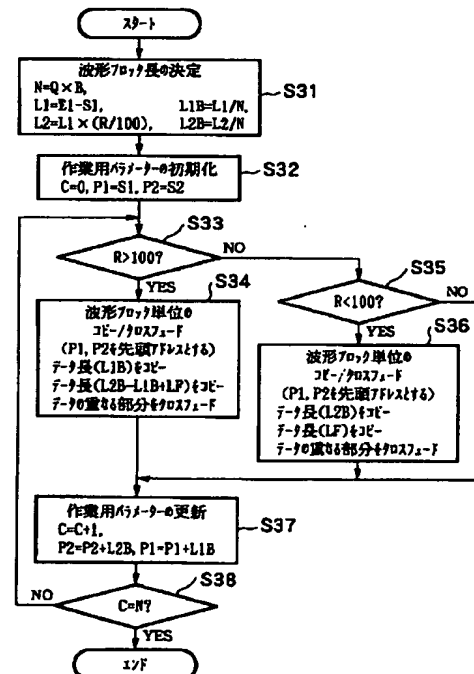 スタート
波形ブロック長の決定
N=Q×B,
L1=E1-S1, L1B=L1/N,
L2=L1×(R/100), L2B=L2/N
S31
作業用パラメーターの初期化
C=0, P1=S1, P2=S2
S32
S33
R>100?
NO
YES
S34
波形ブロック単位の
コピー/クロスフェード
(P1, P2を先頭アドレスとする)
データ長(L1B)をコピー
データ長(L2B-L1B+LF)をコピー
データの重なる部分をクロスフェード
S35
R<100?
NO
YES
S36
波形ブロック単位の
コピー/クロスフェード
(P1, P2を先頭アドレスとする)
データ長(L2B)をコピー
データ長(LF)をコピー
データの重なる部分をクロスフェード
作業用パラメーターの更新
C=C+1,
P2=P2+L2B, P1=P1+L1B
S37
S38
NO
C=N?
YES
エンド